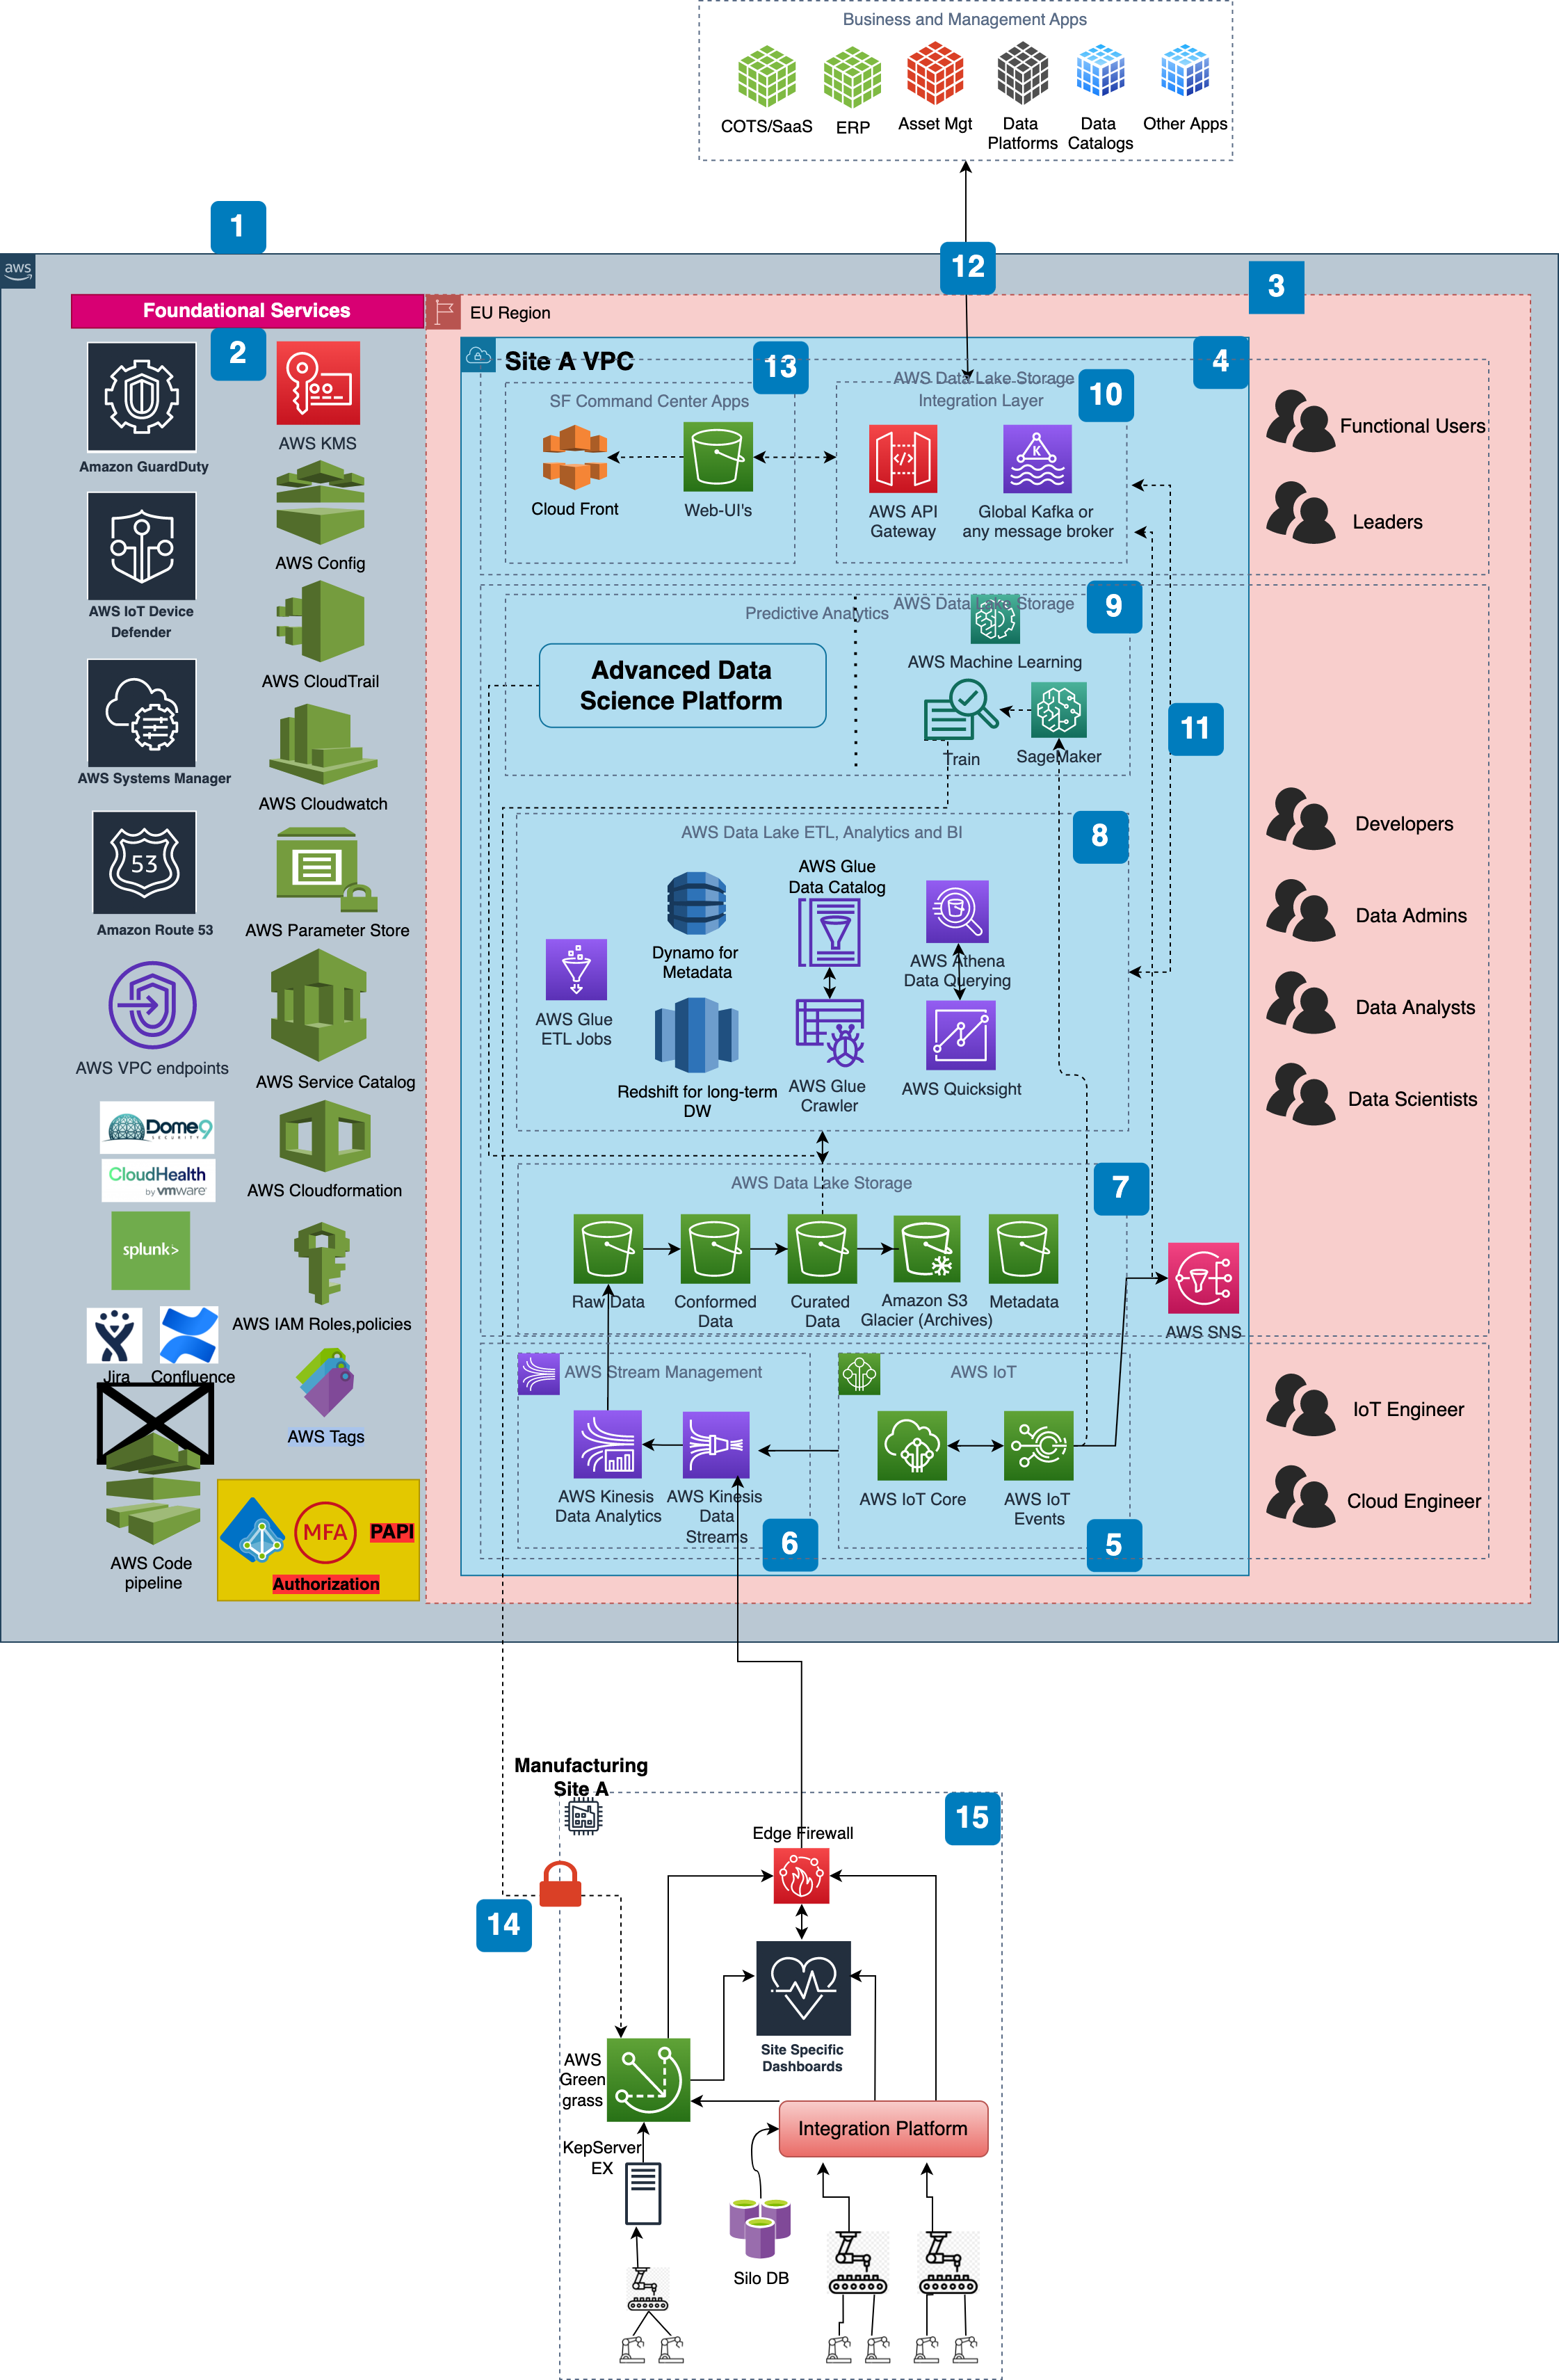 Business and Management Apps
COTS/SaaS
ERP
Asset Mgt
Data
Platforms
Data
Catalogs
Other Apps
1
12
3
aws
Foundational Services
EU Region
2
Site A VPC
13
4
Amazon GuardDuty
AWS KMS
AWS IoT Device
Defender
AWS Config
AWS CloudTrail
AWS Systems Manager
AWS Cloudwatch
53
Amazon Route 53
AWS Parameter Store
AWS VPC endpoints
AWS Service Catalog
Dome9
SECURITY
CloudHealth
by vmware
AWS Cloudformation
splunk>
AWS IAM Roles,policies
Jira
Confluence
AWS Tags
AWS Code
pipeline
MFA
PAPI
Authorization
SF Command Center Apps
Cloud Front
Web-UI's
AWS Data Lake Storage
Integration Layer
10
</>
K
AWS API
Gateway
Global Kafka or
any message broker
Functional Users
Leaders
Predictive Analytics
AWS Data Lake Storage
9
Advanced Data
Science Platform
AWS Machine Learning
Train
SageMaker
11
AWS Data Lake ETL, Analytics and BI
8
AWS Glue
ETL Jobs
Dynamo for
Metadata
Redshift for long-term
DW
AWS Glue
Data Catalog
AWS Glue
Crawler
AWS Athena
Data Querying
AWS Quicksight
Developers
Data Admins
Data Analysts
Data Scientists
AWS Data Lake Storage
7
Raw Data
Conformed
Data
Curated
Data
Amazon S3
Glacier (Archives)
Metadata
AWS SNS
AWS Stream Management
AWS Kinesis
Data Analytics
AWS Kinesis
Data
Streams
6
AWS IoT
AWS IoT Core
AWS IoT
Events
5
IoT Engineer
Cloud Engineer
Manufacturing
Site A
15
Edge Firewall
14
Site Specific
Dashboards
AWS
Green
grass
Integration Platform
KepServer
EX
Silo DB